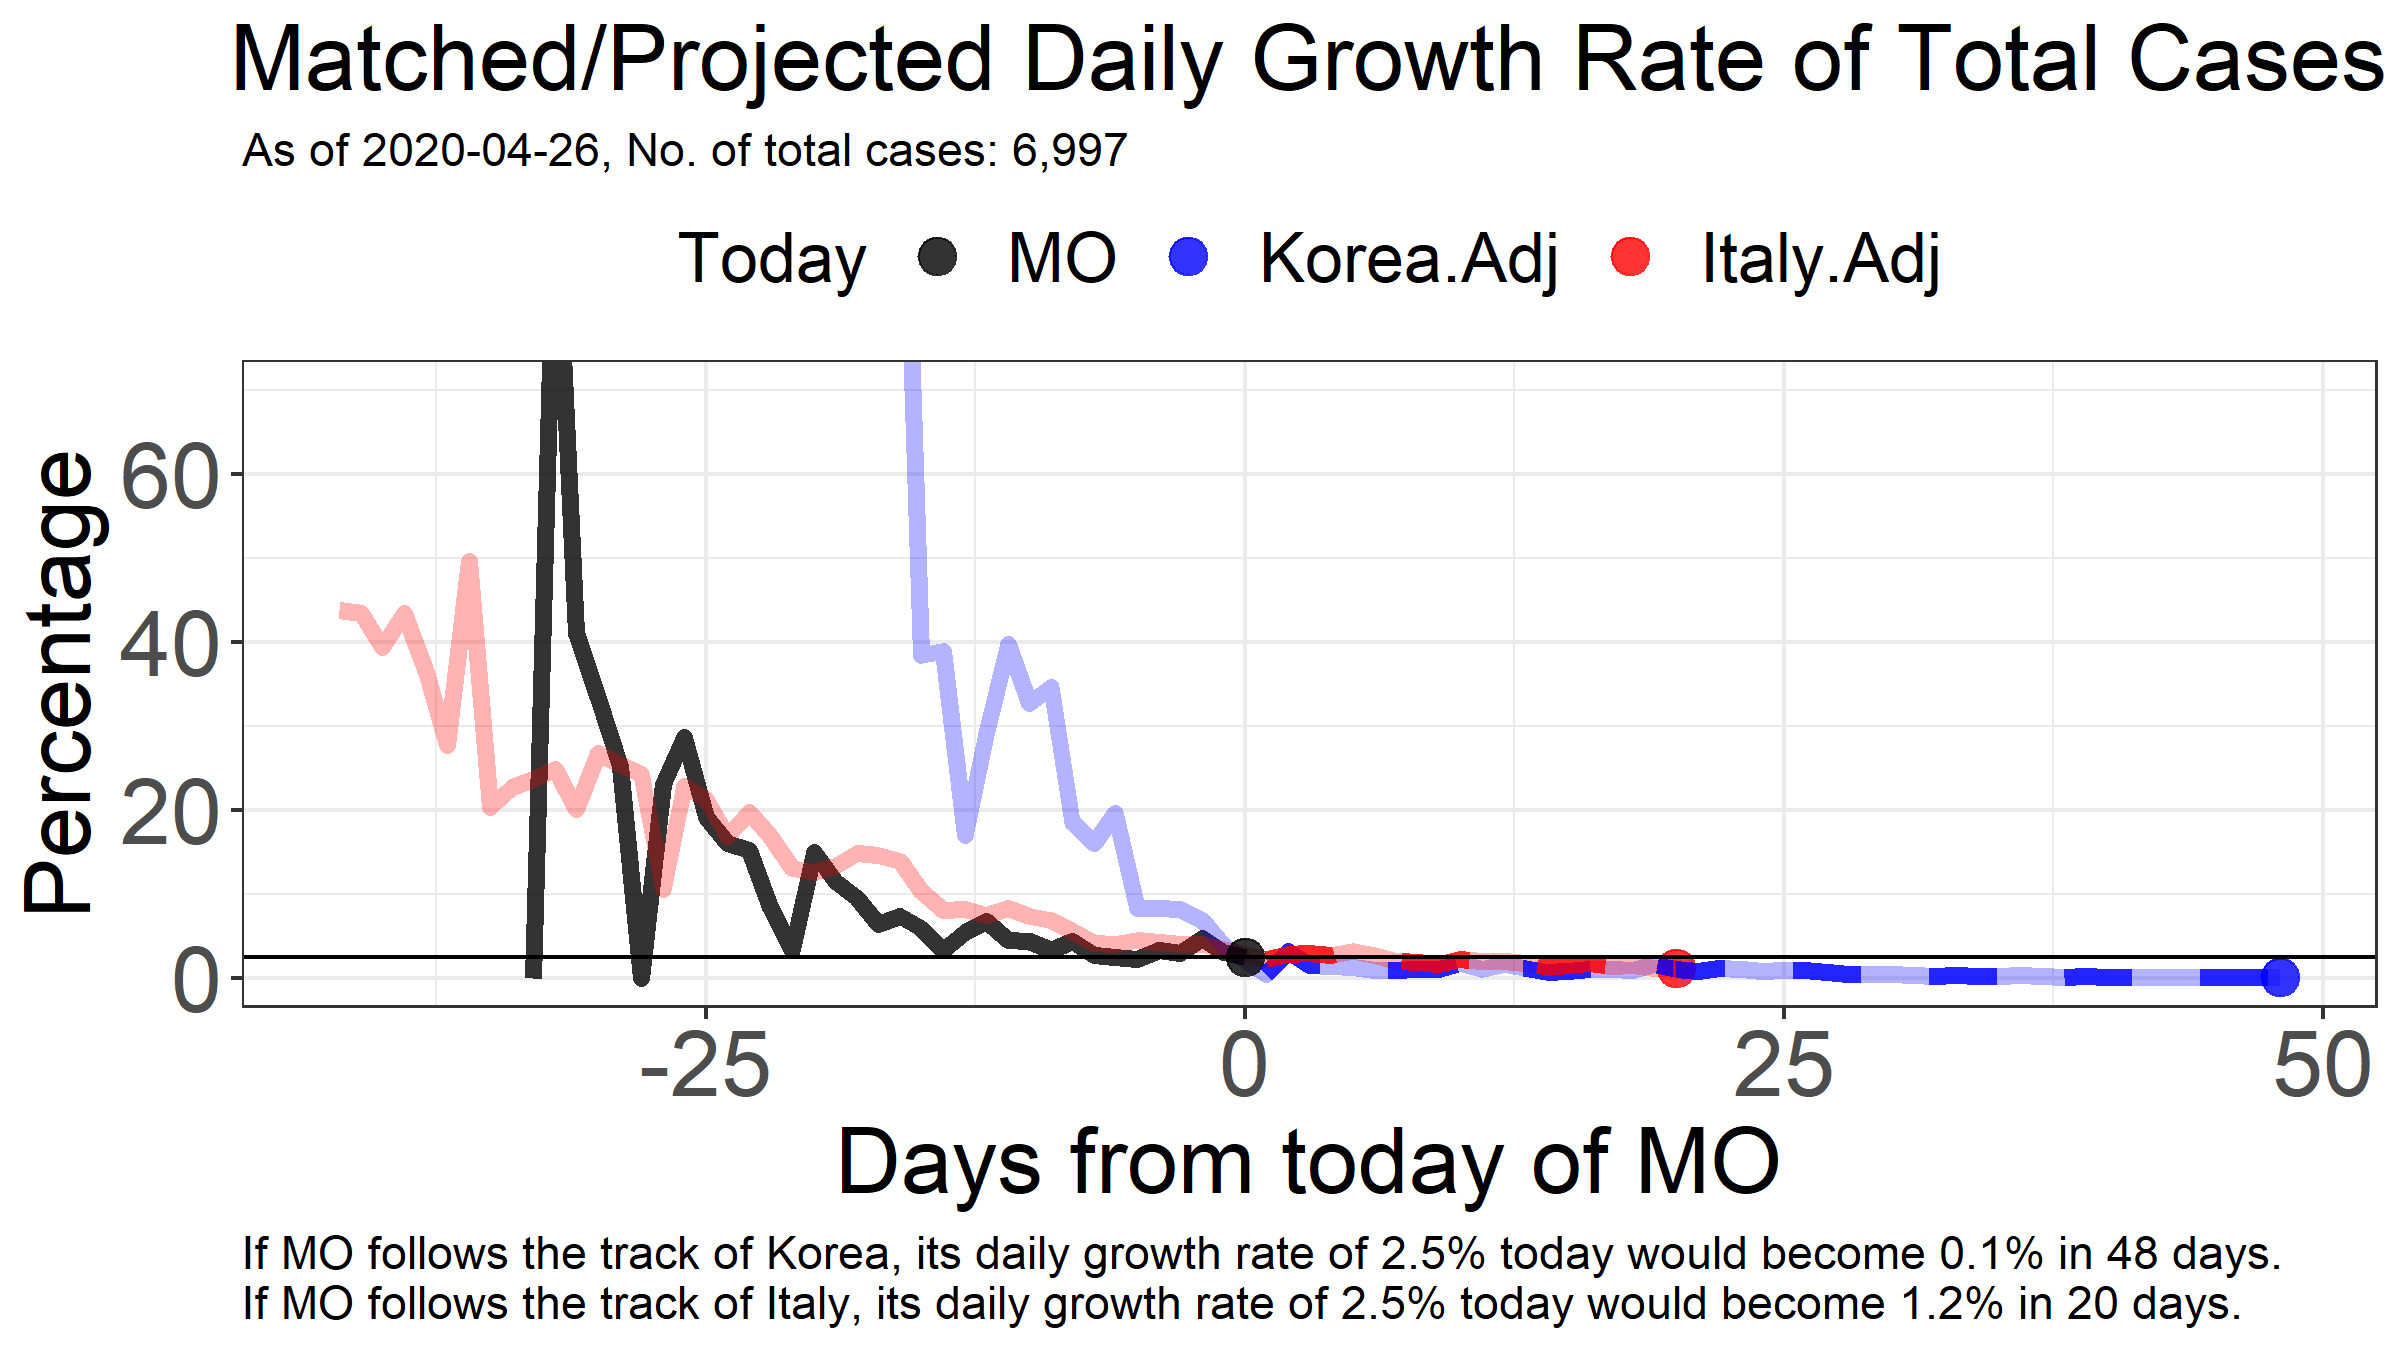 Matched/Projected Daily Growth Rate of Total Cases
As of 2020-04-26, No. of total cases: 6,997
Today MO Korea.Adj Italy.Adj
Percentage
60
40
20
0
-25 0 25 50
Days from today of MO
If MO follows the track of Korea, its daily growth rate of 2.5% today would become 0.1% in 48 days.
If MO follows the track of Italy, its daily growth rate of 2.5% today would become 1.2% in 20 days.